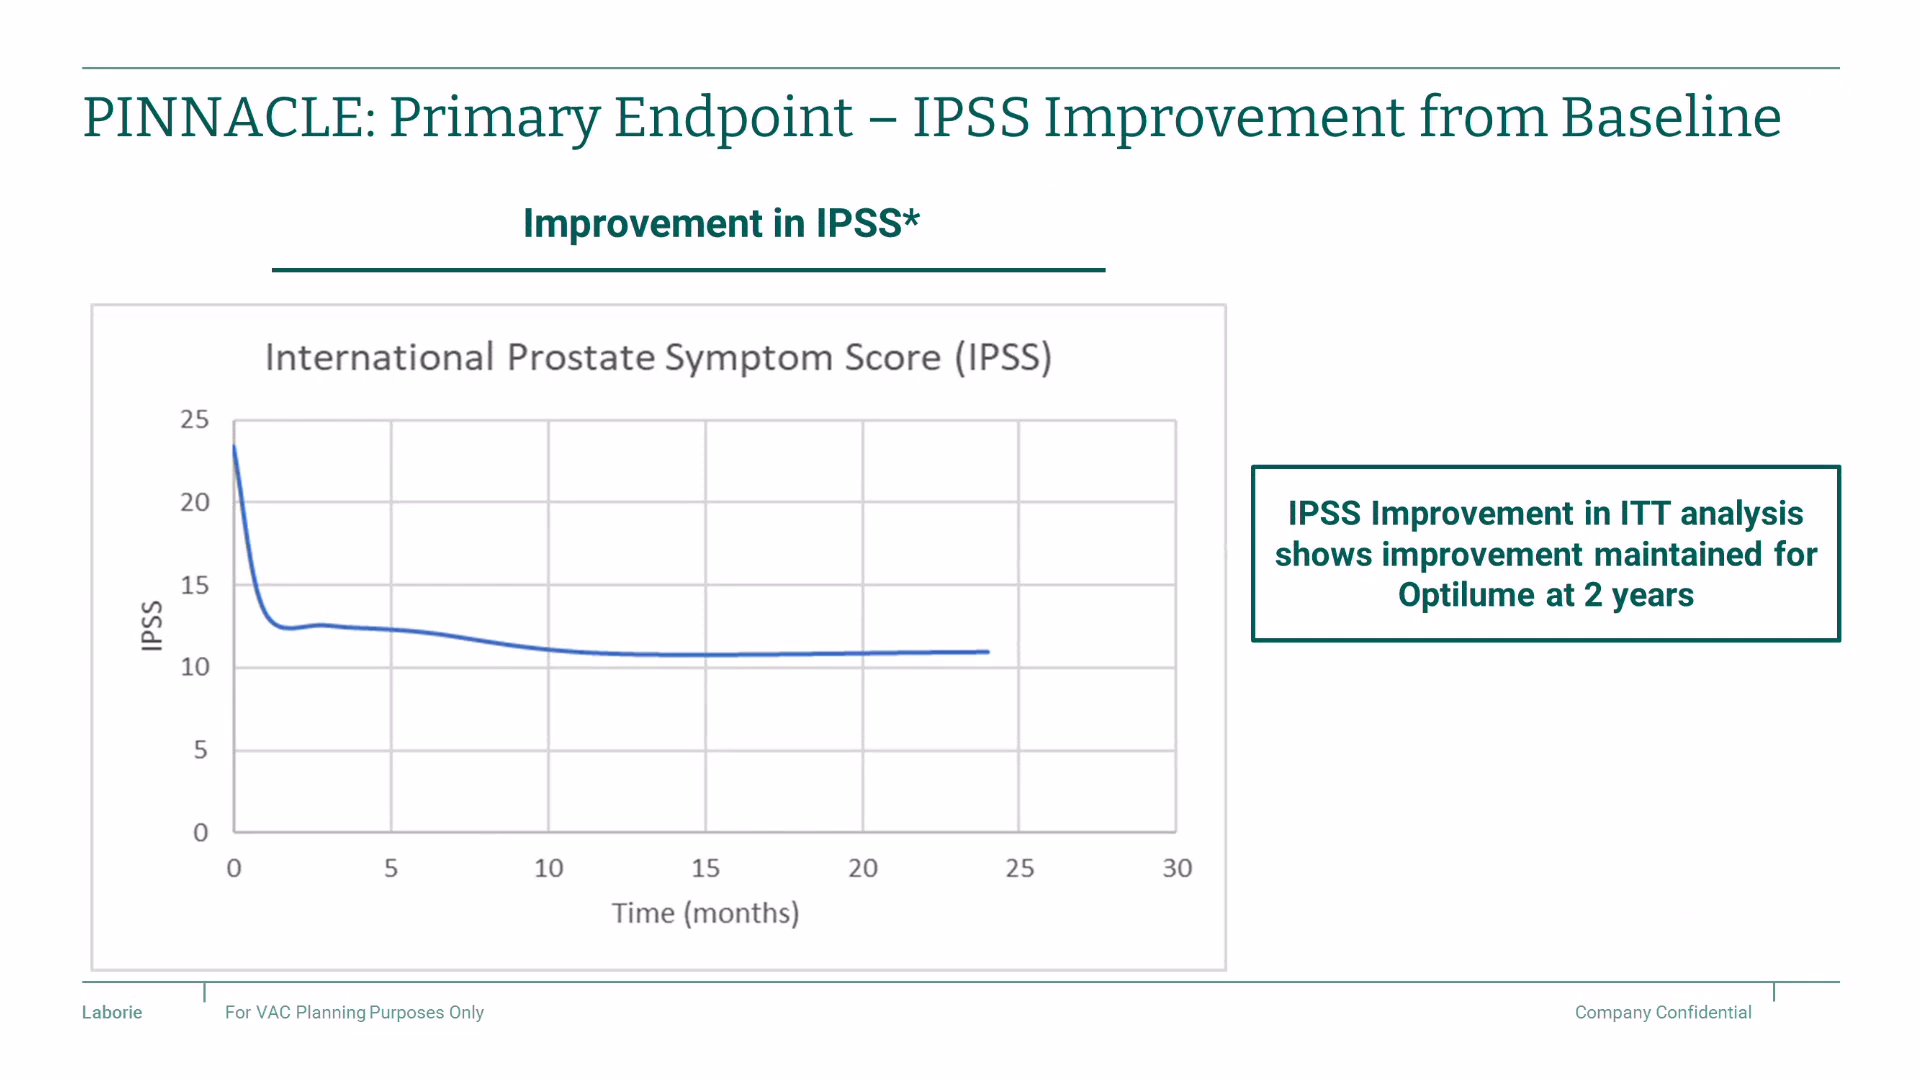 PINNACLE: Primary Endpoint – IPSS Improvement from Baseline
Improvement in IPSS*
International Prostate Symptom Score (IPSS)
25
20
15
10
5
0
IPSS
0 5 10 15 20 25 30
Time (months)
IPSS Improvement in ITT analysis
shows improvement maintained for
Optilume at 2 years
Laborie
For VAC Planning Purposes Only
Company Confidential